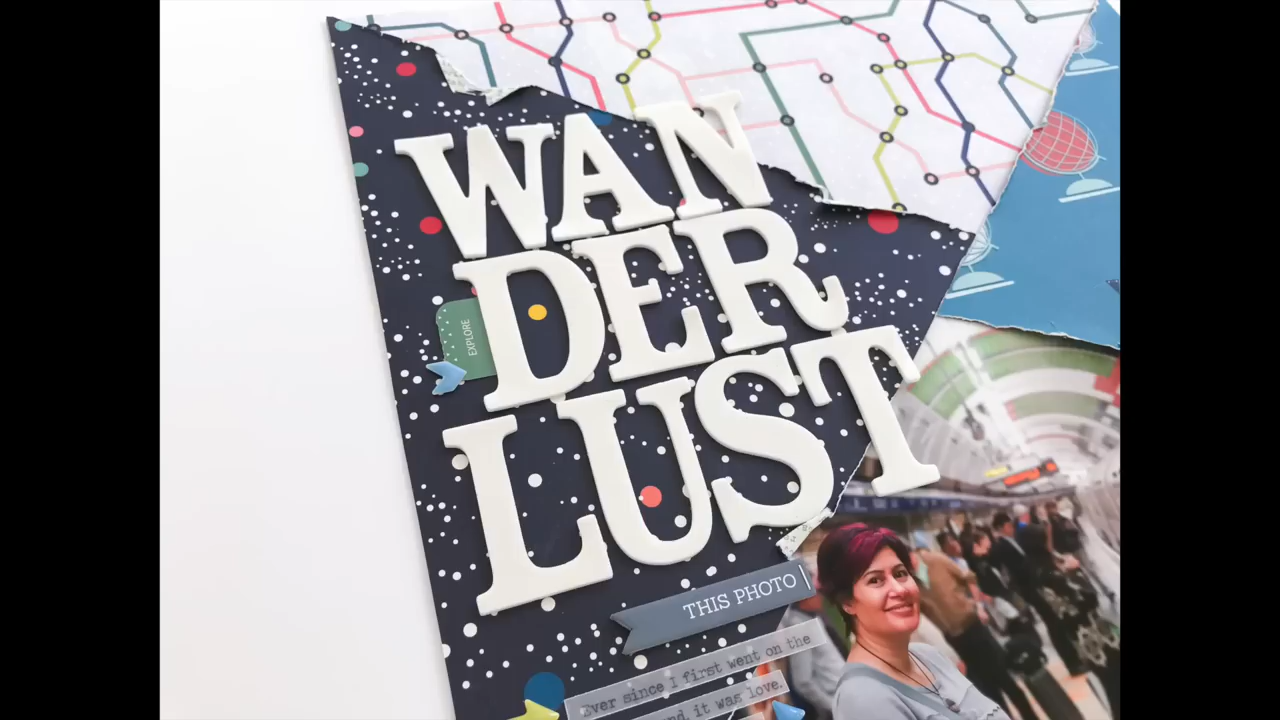 WAN
DER
LUST
EXPLORE
THIS PHOTO
Ever since I first went on the
it was love.